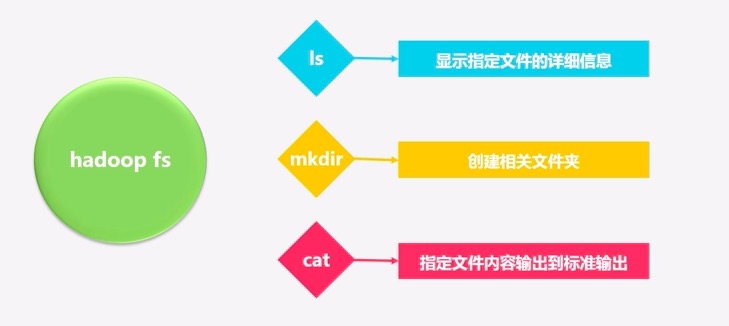 hadoop fs
ls
显示指定文件的详细信息
mkdir
创建相关文件夹
cat
指定文件内容输出到标准输出